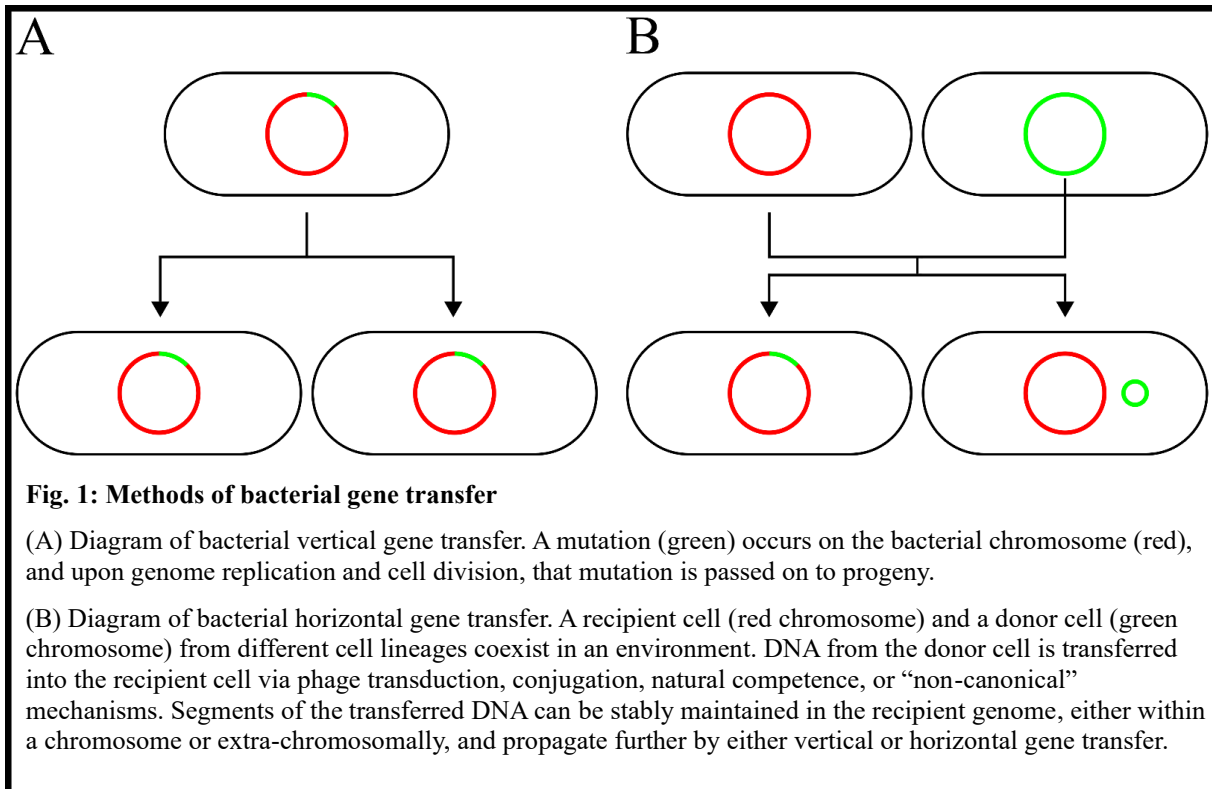 A
B
Fig. 1: Methods of bacterial gene transfer
(A) Diagram of bacterial vertical gene transfer. A mutation (green) occurs on the bacterial chromosome (red),
and upon genome replication and cell division, that mutation is passed on to progeny.
(B) Diagram of bacterial horizontal gene transfer. A recipient cell (red chromosome) and a donor cell (green
chromosome) from different cell lineages coexist in an environment. DNA from the donor cell is transferred
into the recipient cell via phage transduction, conjugation, natural competence, or “non-canonical”
mechanisms. Segments of the transferred DNA can be stably maintained in the recipient genome, either within
a chromosome or extra-chromosomally, and propagate further by either vertical or horizontal gene transfer.